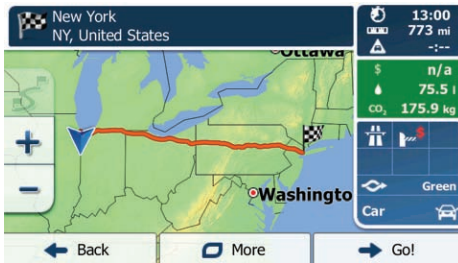 New York
NY, United States
13:00
773 mi
-:--
$ n/a
75.5 l
CO₂ 175.9 kg
Ottawa
+
$
−
Green
Washingto
Car
Back
More
Go!